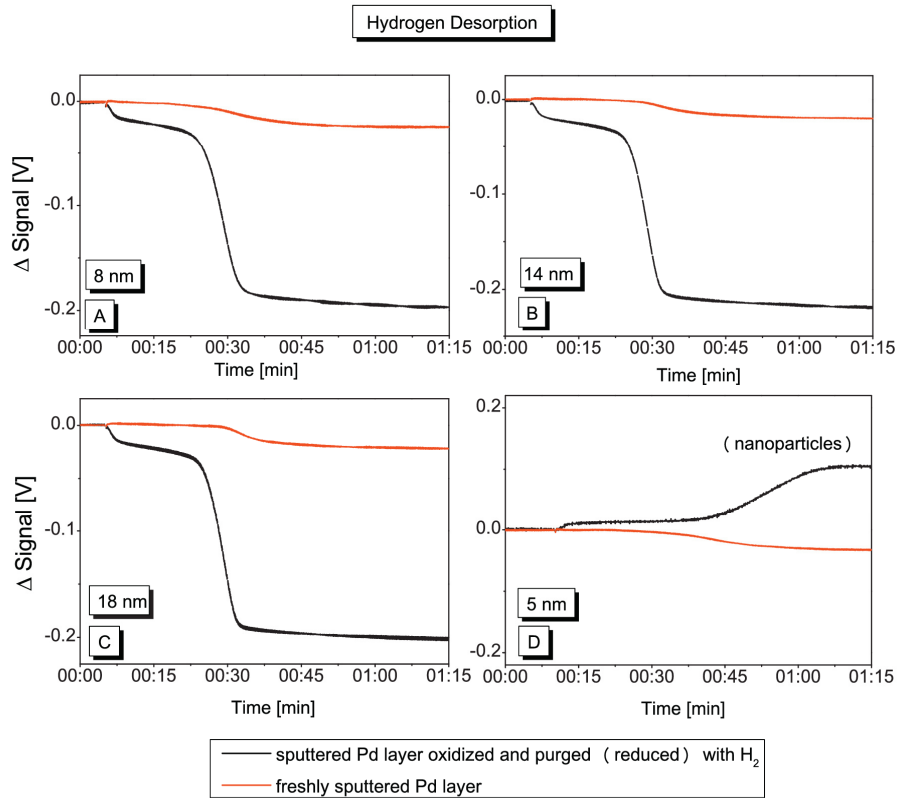 Hydrogen Desorption
0.0
-0.1
-0.2
Δ Signal [V]
8 nm
A
00:00 00:15 00:30 00:45 01:00 01:15
Time [min]
0.0
-0.1
-0.2
14 nm
B
00:00 00:15 00:30 00:45 01:00 01:15
Time [min]
0.0
-0.1
-0.2
Δ Signal [V]
18 nm
C
00:00 00:15 00:30 00:45 01:00 01:15
Time [min]
0.2
0.0
-0.2
( nanoparticles )
5 nm
D
00:00 00:15 00:30 00:45 01:00 01:15
Time [min]
sputtered Pd layer oxidized and purged ( reduced ) with H₂
freshly sputtered Pd layer